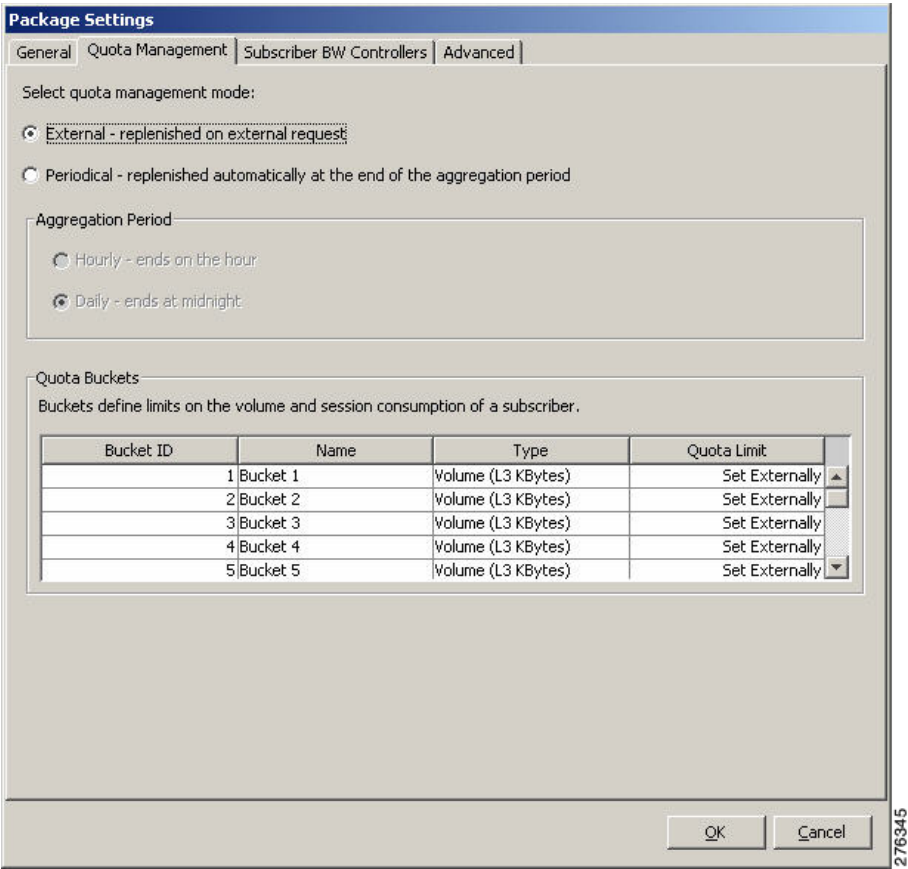 Package Settings
General Quota Management Subscriber BW Controllers Advanced
Select quota management mode:
External - replenished on external request
Periodical - replenished automatically at the end of the aggregation period
Aggregation Period
Hourly - ends on the hour
Daily - ends at midnight
Quota Buckets
Buckets define limits on the volume and session consumption of a subscriber.
Bucket ID Name Type Quota Limit
1 Bucket 1 Volume (L3 KBytes) Set Externally
2 Bucket 2 Volume (L3 KBytes) Set Externally
3 Bucket 3 Volume (L3 KBytes) Set Externally
4 Bucket 4 Volume (L3 KBytes) Set Externally
5 Bucket 5 Volume (L3 KBytes) Set Externally
OK Cancel
276345